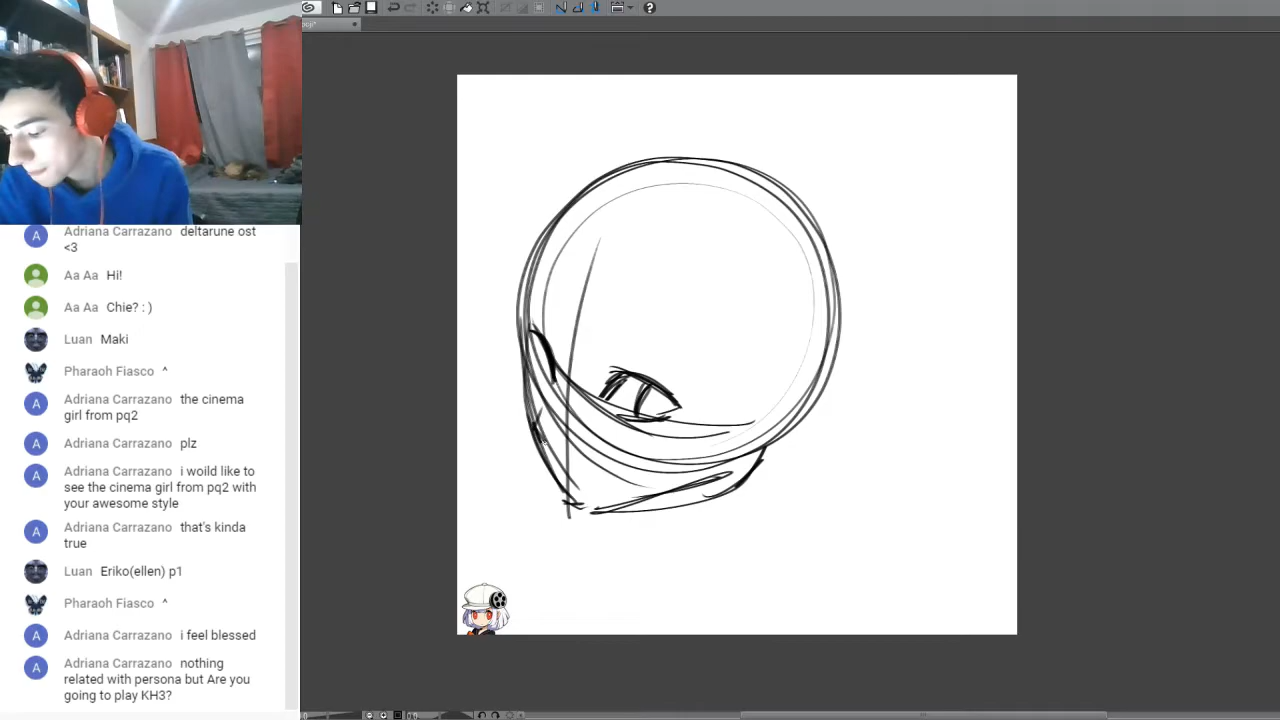 Adriana Carrazano deltarune ost
<3
Aa Aa Hi!
Aa Aa Chie? : )
Luan Maki
Pharaoh Fiasco ^
Adriana Carrazano the cinema
girl from pq2
Adriana Carrazano plz
Adriana Carrazano i woild like to
see the cinema girl from pq2 with
your awesome style
Adriana Carrazano that's kinda
true
Luan Eriko(ellen) p1
Pharaoh Fiasco ^
Adriana Carrazano i feel blessed
Adriana Carrazano nothing
related with persona but Are you
going to play KH3?